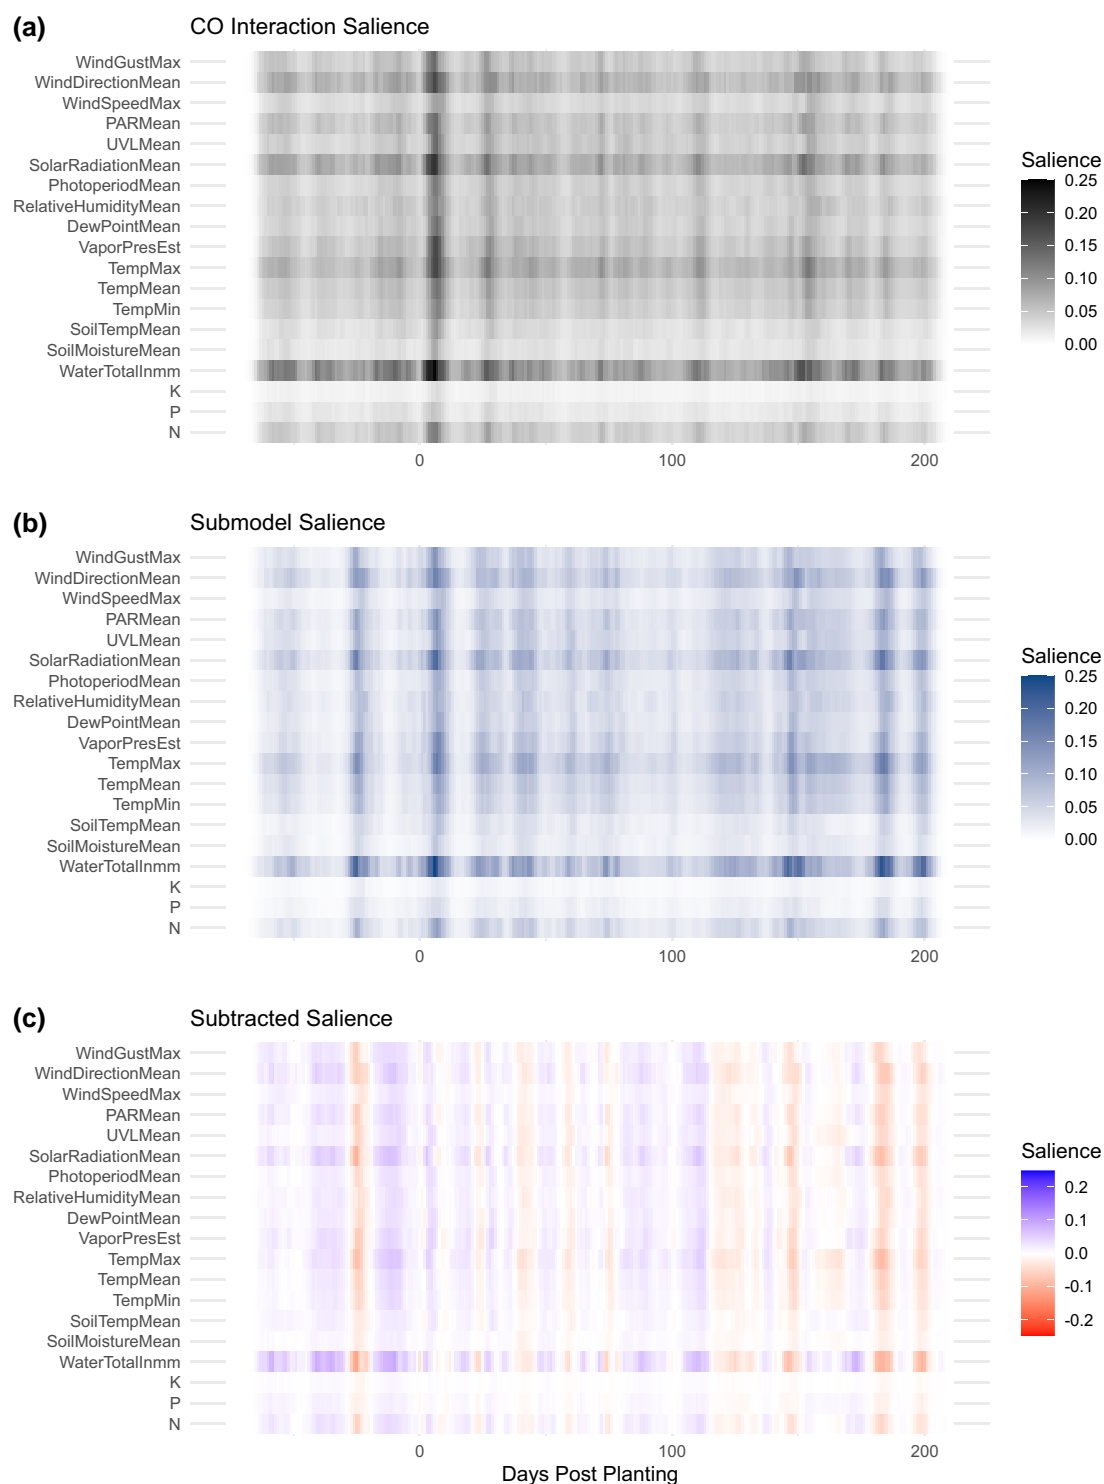 (a)
CO Interaction Salience
WindGustMax
WindDirectionMean
WindSpeedMax
PARMean
UVLMean
SolarRadiationMean
PhotoperiodMean
RelativeHumidityMean
DewPointMean
VaporPresEst
TempMax
TempMean
TempMin
SoilTempMean
SoilMoistureMean
WaterTotalInmm
K
P
N
0 100 200
Salience
0.25
0.20
0.15
0.10
0.05
0.00
(b)
Submodel Salience
WindGustMax
WindDirectionMean
WindSpeedMax
PARMean
UVLMean
SolarRadiationMean
PhotoperiodMean
RelativeHumidityMean
DewPointMean
VaporPresEst
TempMax
TempMean
TempMin
SoilTempMean
SoilMoistureMean
WaterTotalInmm
K
P
N
0 100 200
Salience
0.25
0.20
0.15
0.10
0.05
0.00
(c)
Subtracted Salience
WindGustMax
WindDirectionMean
WindSpeedMax
PARMean
UVLMean
SolarRadiationMean
PhotoperiodMean
RelativeHumidityMean
DewPointMean
VaporPresEst
TempMax
TempMean
TempMin
SoilTempMean
SoilMoistureMean
WaterTotalInmm
K
P
N
0 100 200
Days Post Planting
Salience
0.2
0.1
0.0
-0.1
-0.2